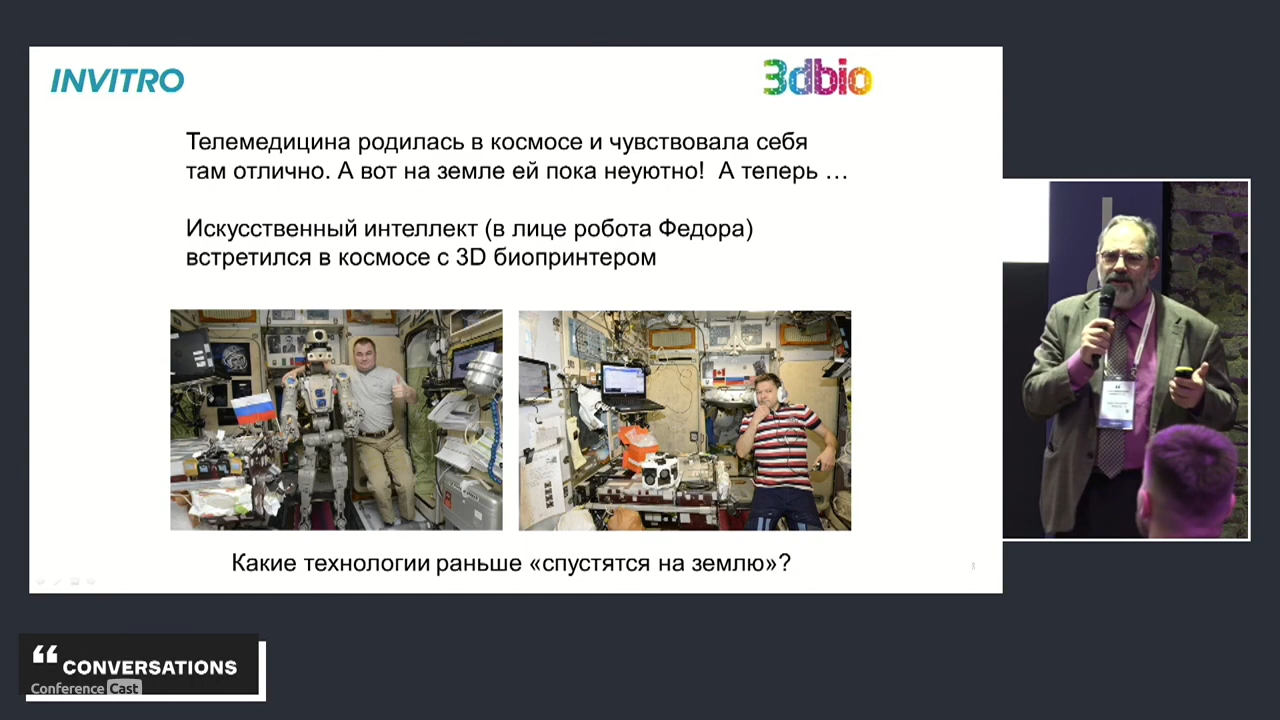 INVITRO
3dbio
Телемедицина родилась в космосе и чувствовала себя
там отлично. А вот на земле ей пока неуютно! А теперь …
Искусственный интеллект (в лице робота Федора)
встретился в космосе с 3D биопринтером
Какие технологии раньше «спустятся на землю»?
“ CONVERSATIONS
Conference Cast